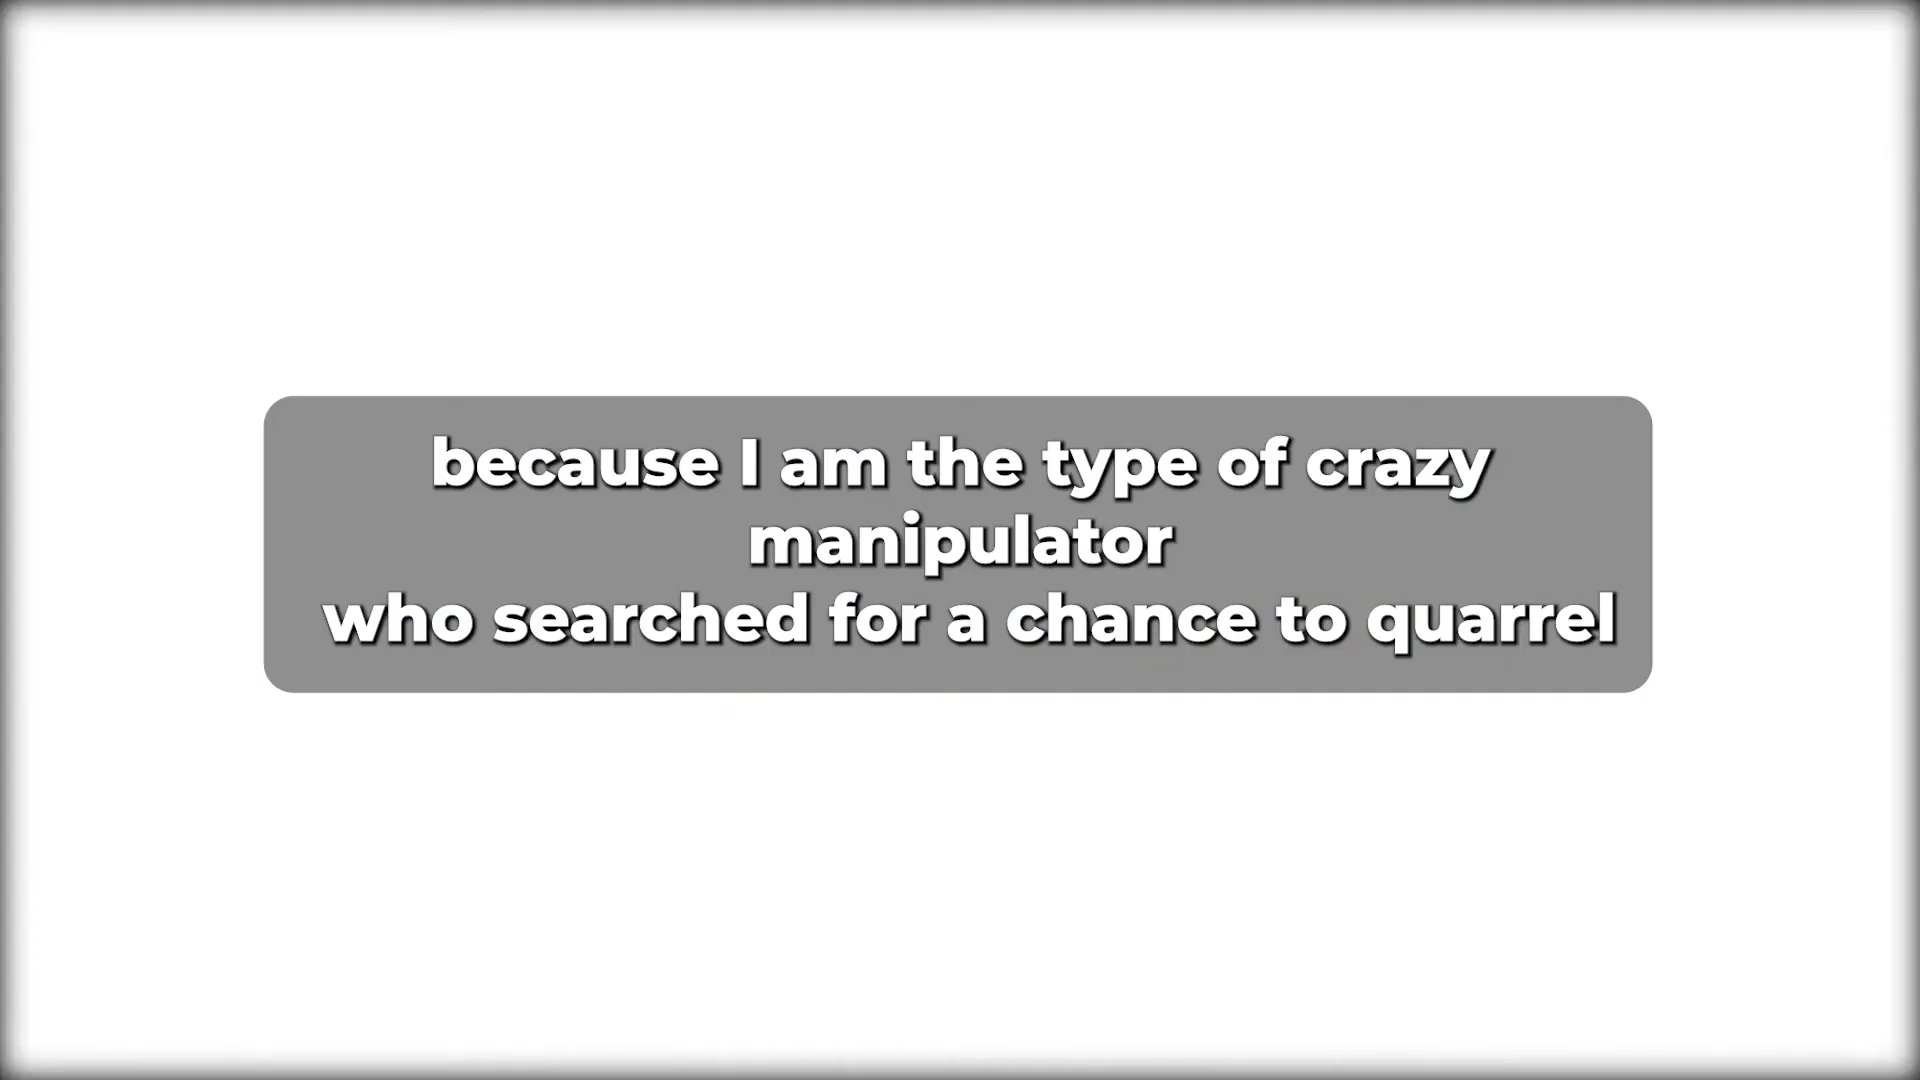 because I am the type of crazy
manipulator
who searched for a chance to quarrel